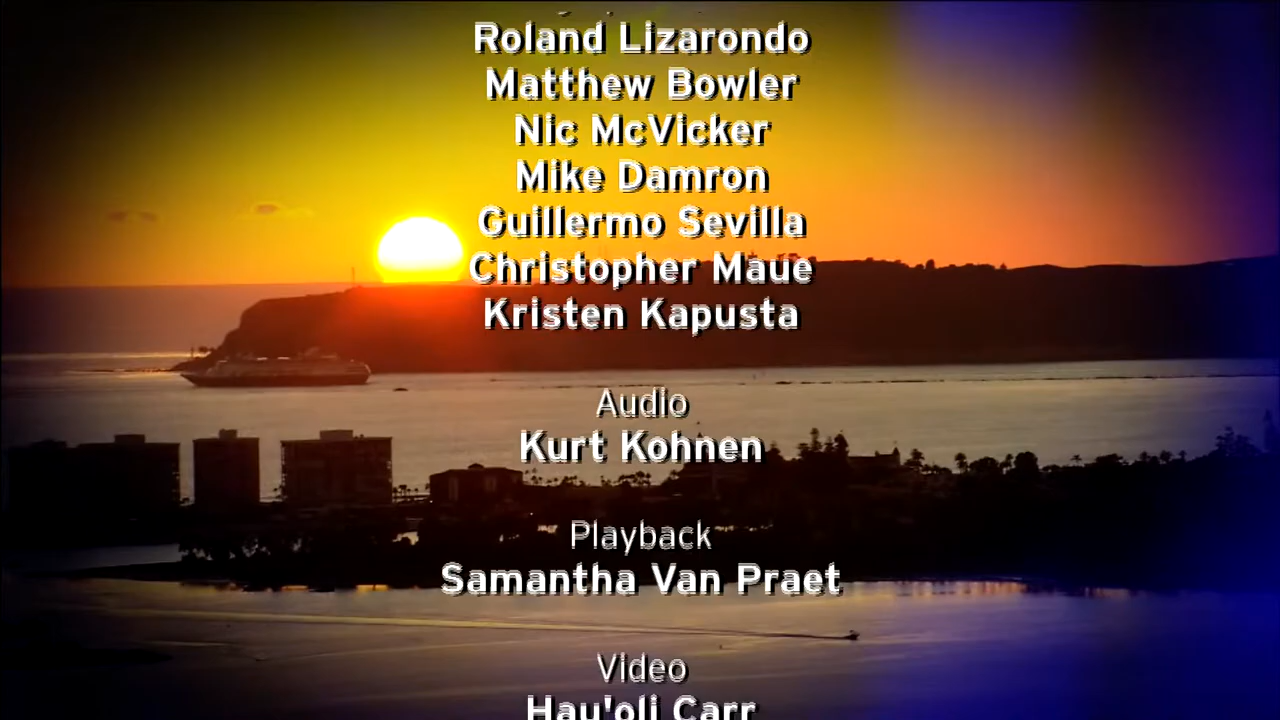 Roland Lizarondo
Matthew Bowler
Nic McVicker
Mike Damron
Guillermo Sevilla
Christopher Maue
Kristen Kapusta
Audio
Kurt Kohnen
Playback
Samantha Van Praet
Video
Hau'oli Carr